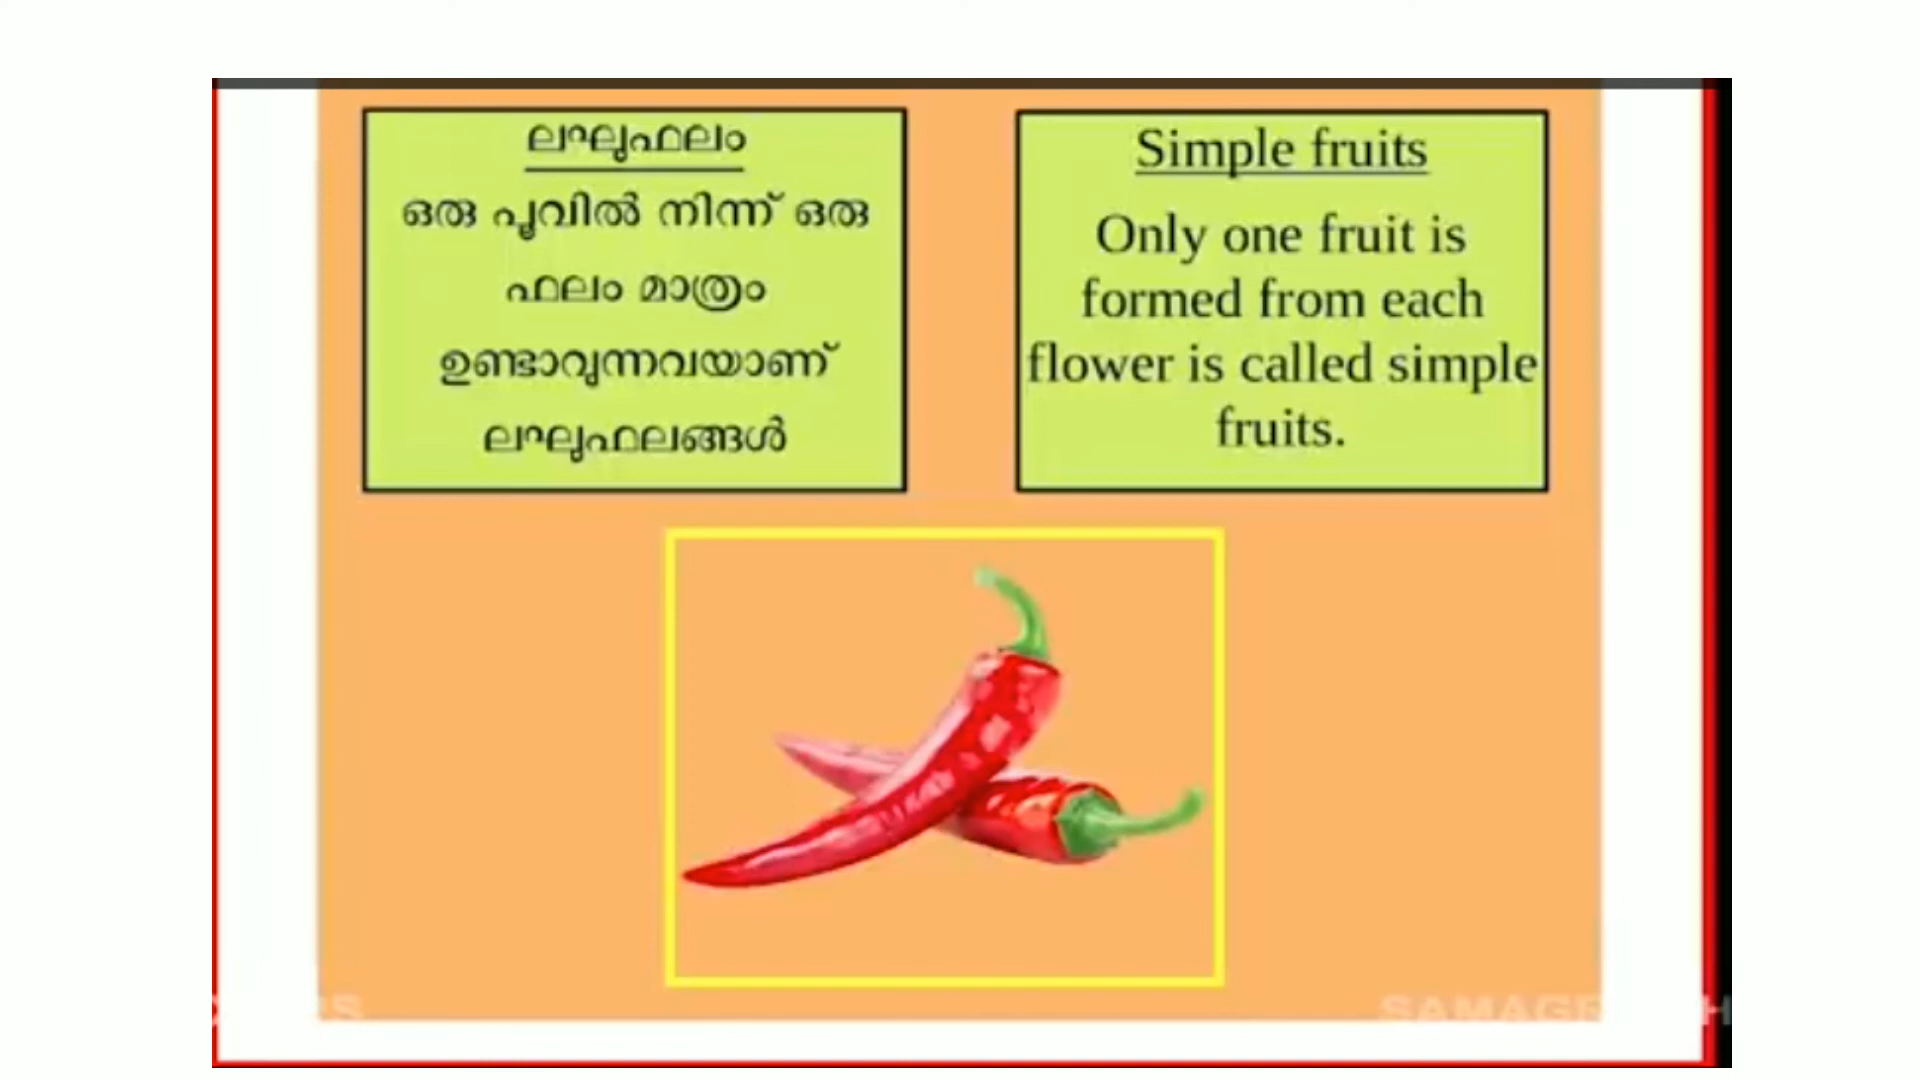 ലഘുഫലം
ഒരു പൂവിൽ നിന്ന് ഒരു
ഫലം മാത്രം
ഉണ്ടാവുന്നവയാണ്
ലഘുഫലങ്ങൾ
Simple fruits
Only one fruit is
formed from each
flower is called simple
fruits.